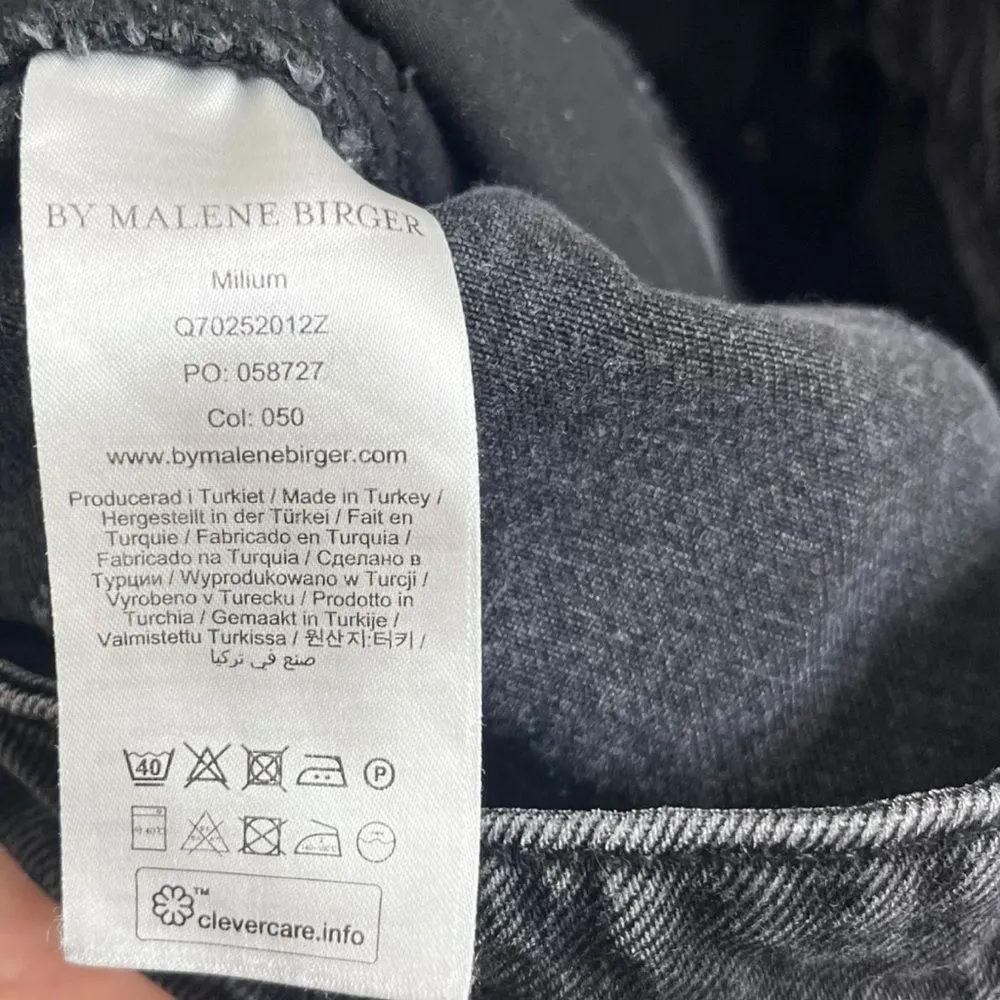 BY MALENE BIRGER
Milium
Q70252012Z
PO: 058727
Col: 050
www.bymalenebirger.com
Producerad i Turkiet / Made in Turkey /
Hergestellt in der Türkei / Fait en
Turquie / Fabricado en Turquia /
Fabricado na Turquia / Сделано в
Турции / Wyprodukowano w Turcji /
Vyrobeno v Turecku / Prodotto in
Turchia / Gemaakt in Turkije /
Valmistettu Turkissa / 원산지:터키 /
صنع في تركيا
40 P
clevercare.info™